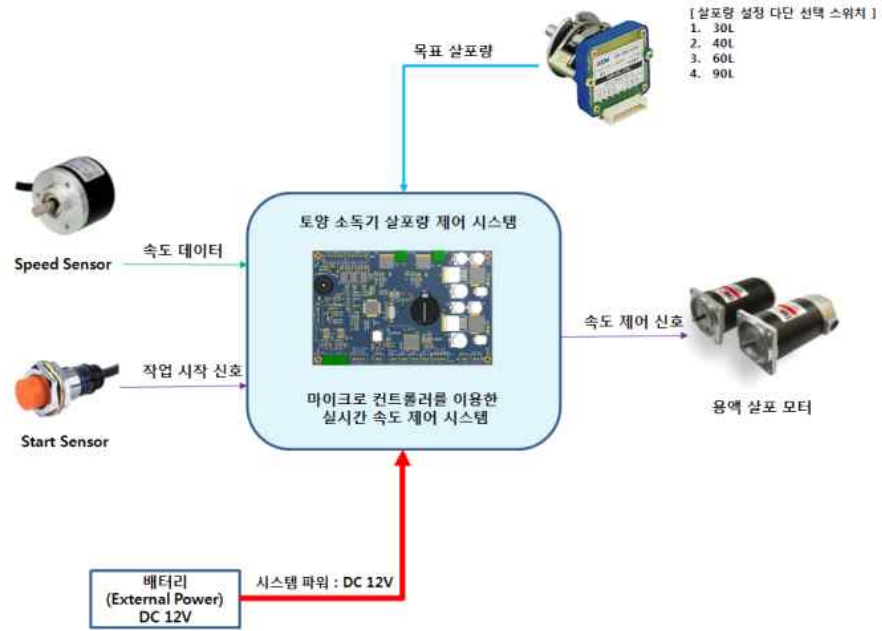 [ 살포량 설정 다단 선택 스위치 ]
1. 30L
2. 40L
3. 60L
4. 90L
목표 살포량
토양 소독기 살포량 제어 시스템
속도 데이터
Speed Sensor
속도 제어 신호
작업 시작 신호
마이크로 컨트롤러를 이용한
실시간 속도 제어 시스템
용액 살포 모터
Start Sensor
배터리
(External Power)
DC 12V
시스템 파워 : DC 12V